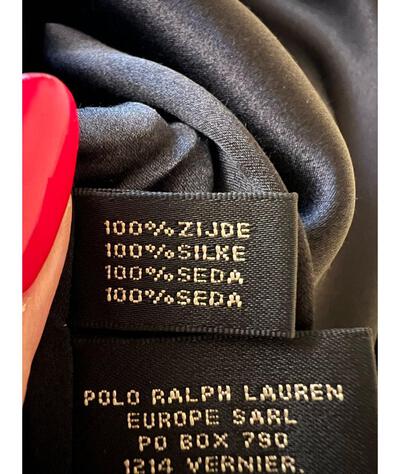 100%ZIJDE
100%SILKE
100%SEDA
100%SEDA
POLO RALPH LAUREN
EUROPE SARL
PO BOX 790
1214 VERNIER.